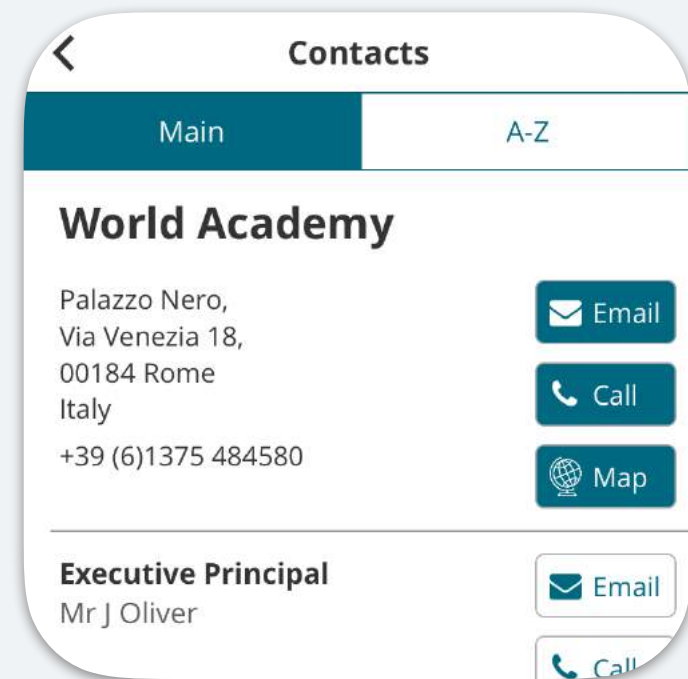 Contacts
Main
A-Z
World Academy
Palazzo Nero,
Via Venezia 18,
00184 Rome
Italy
+39 (6)1375 484580
Email
Call
Map
Executive Principal
Mr J Oliver
Email
Call